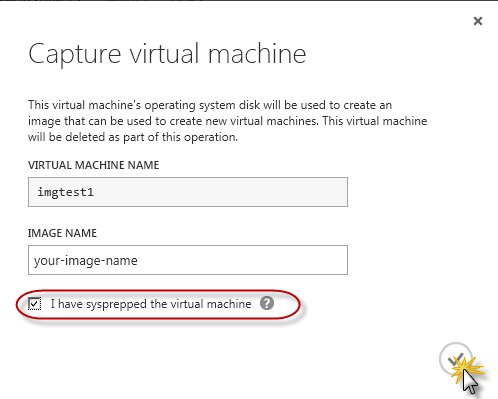 Capture virtual machine
This virtual machine's operating system disk will be used to create an
image that can be used to create new virtual machines. This virtual machine
will be deleted as part of this operation.
VIRTUAL MACHINE NAME
imgtest1
IMAGE NAME
your-image-name
I have sysprepped the virtual machine ?